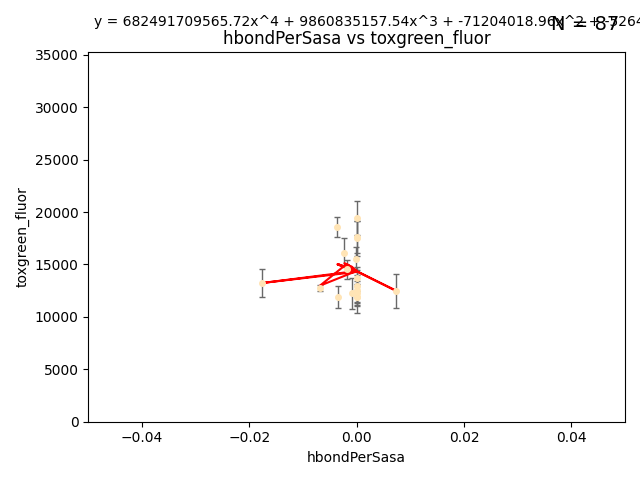 y = 682491709565.72x^4 + 9860835157.54x^3 + -71204018.96x^2 +
N = 87
hbondPerSasa vs toxgreen_fluor
35000
30000
25000
20000
15000
10000
5000
0
toxgreen_fluor
−0.04
−0.02
0.00
0.02
0.04
hbondPerSasa